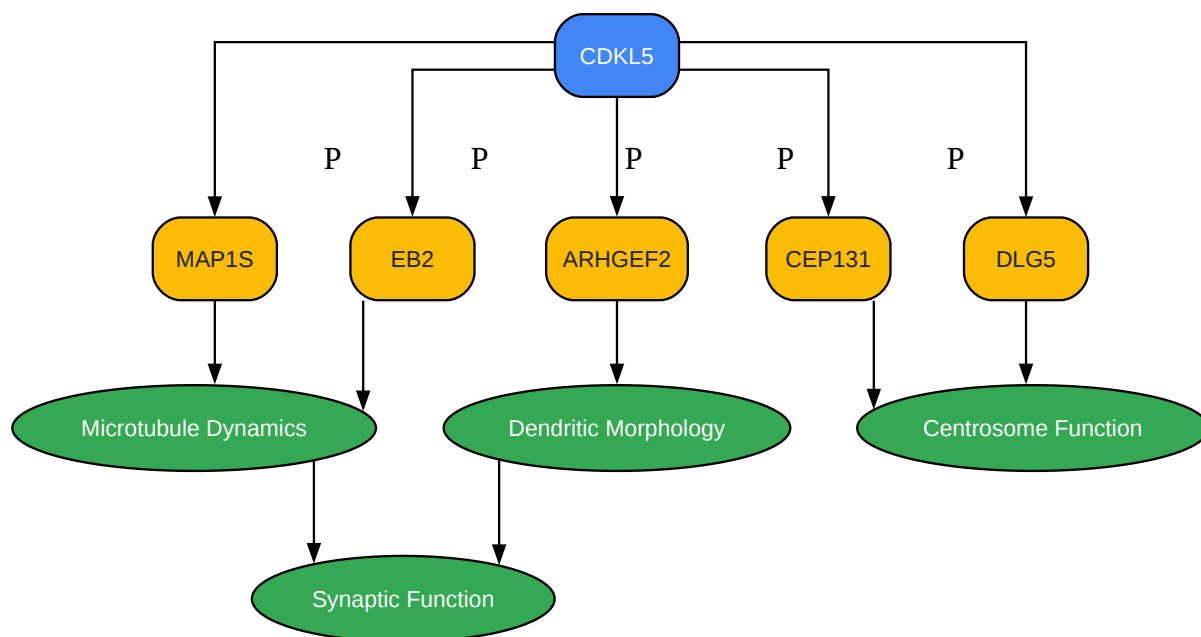 CDKL5
P P P P P
MAP1S EB2 ARHGEF2 CEP131 DLG5
Microtubule Dynamics Dendritic Morphology Centrosome Function
Synaptic Function